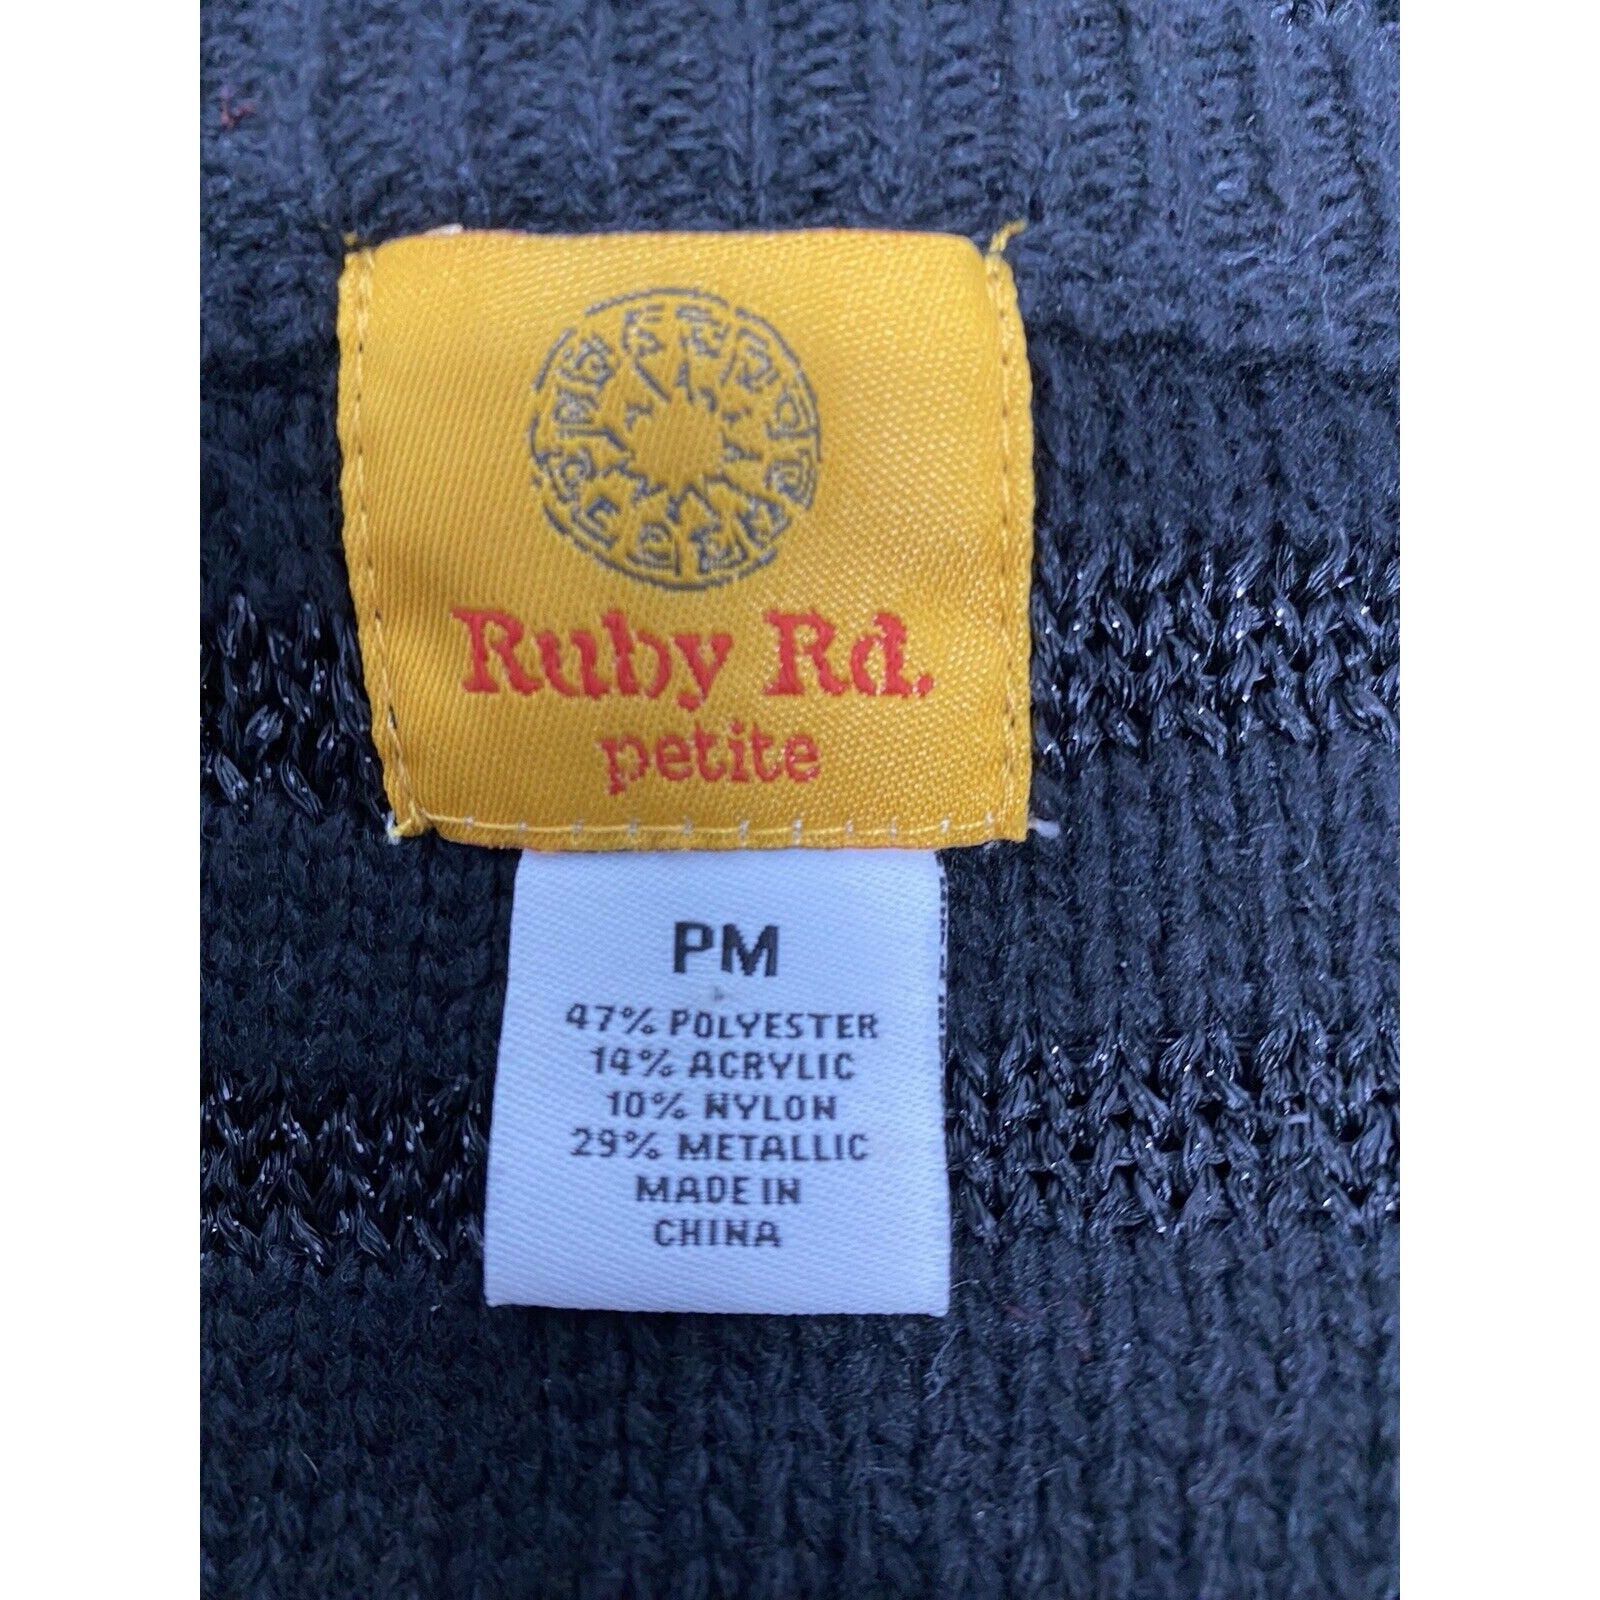 Ruby Rd.
petite
PM
47% POLYESTER
14% ACRYLIC
10% NYLON
29% METALLIC
MADE IN
CHINA